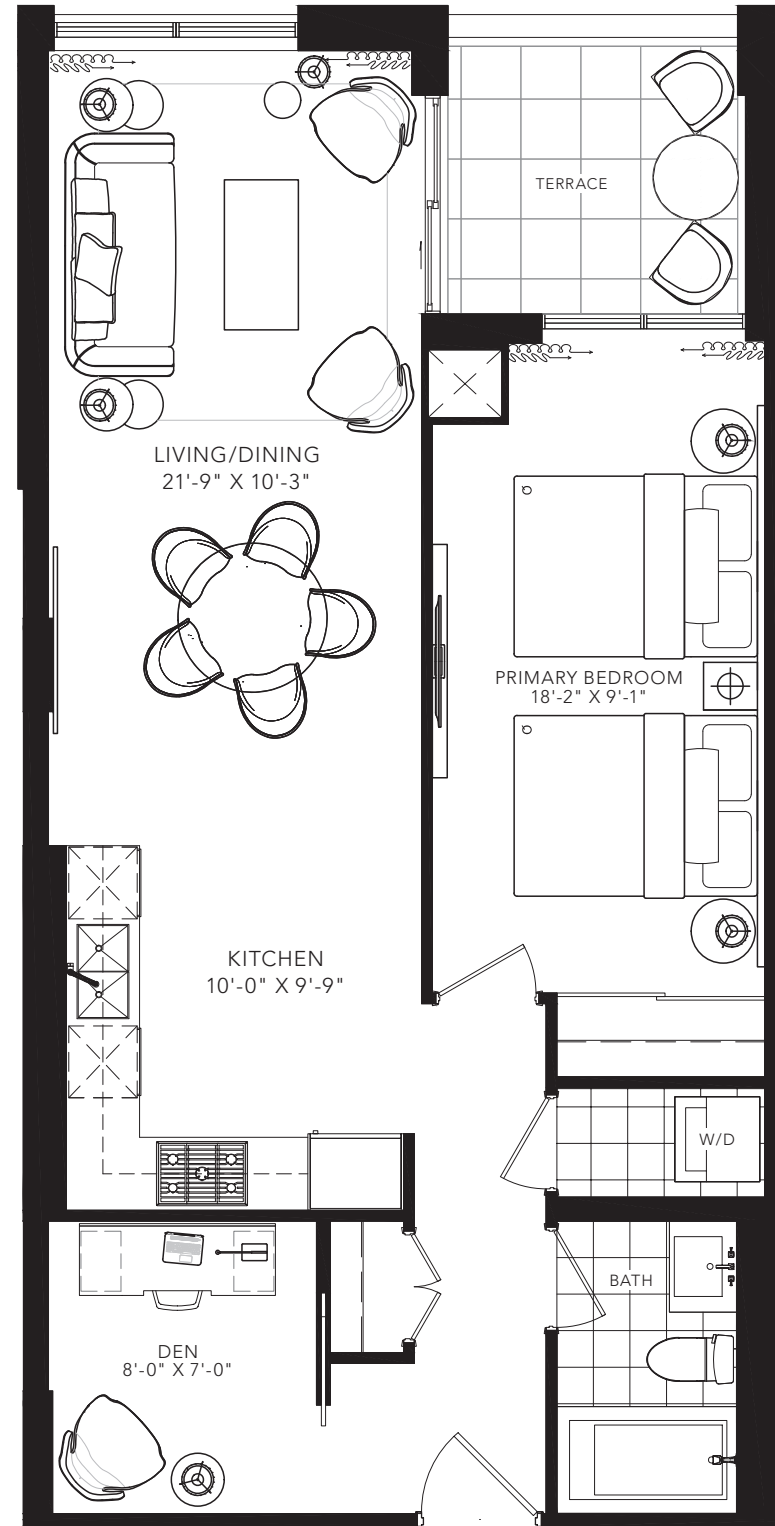 TERRACE
LIVING/DINING
21'-9" X 10'-3"
PRIMARY BEDROOM
18'-2" X 9'-1"
KITCHEN
10'-0" X 9'-9"
W/D
BATH
DEN
8'-0" X 7'-0"